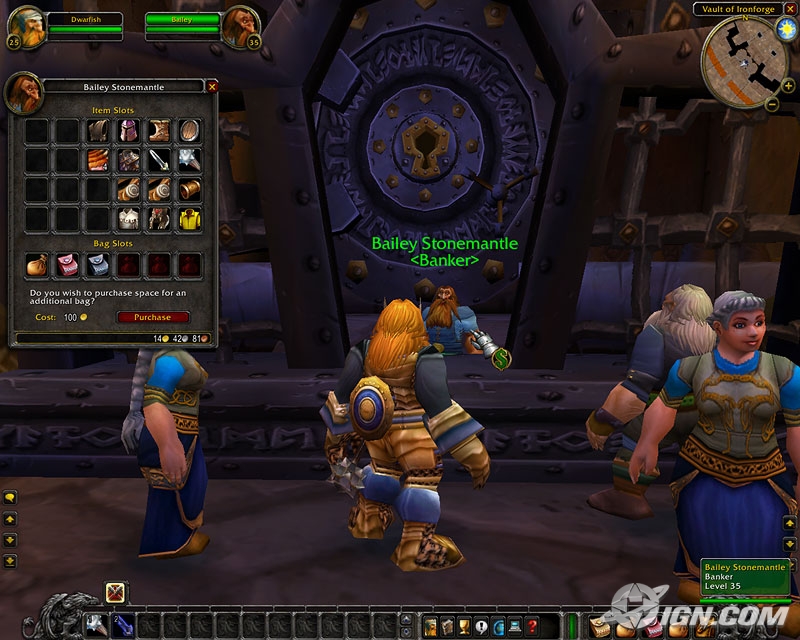 Dwarfish
Bailey
25
35
Vault of Ironforge
N
Bailey Stonemantle
Item Slots
Bag Slots
Do you wish to purchase space for an
additional bag?
Cost: 100
Purchase
14 42 81
Bailey Stonemantle
<Banker>
$
Bailey Stonemantle
Banker
Level 35
IGN.COM